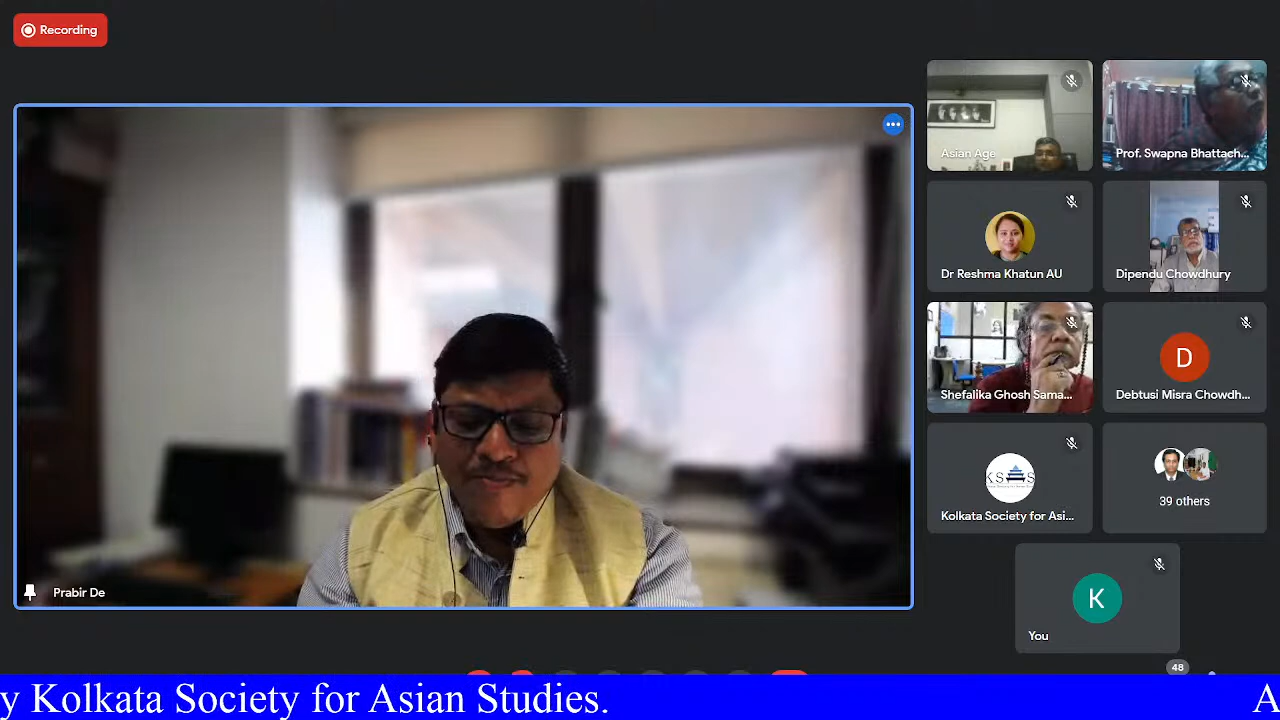 Recording
Asian Age
Prof. Swapna Bhattach...
Dr Reshma Khatun AU
Dipendu Chowdhury
Shefalika Ghosh Sama...
D
Debtusi Misra Chowdh...
KSAS
Kolkata Society for Asi...
39 others
K
You
Prabir De
48
y Kolkata Society for Asian Studies.
A